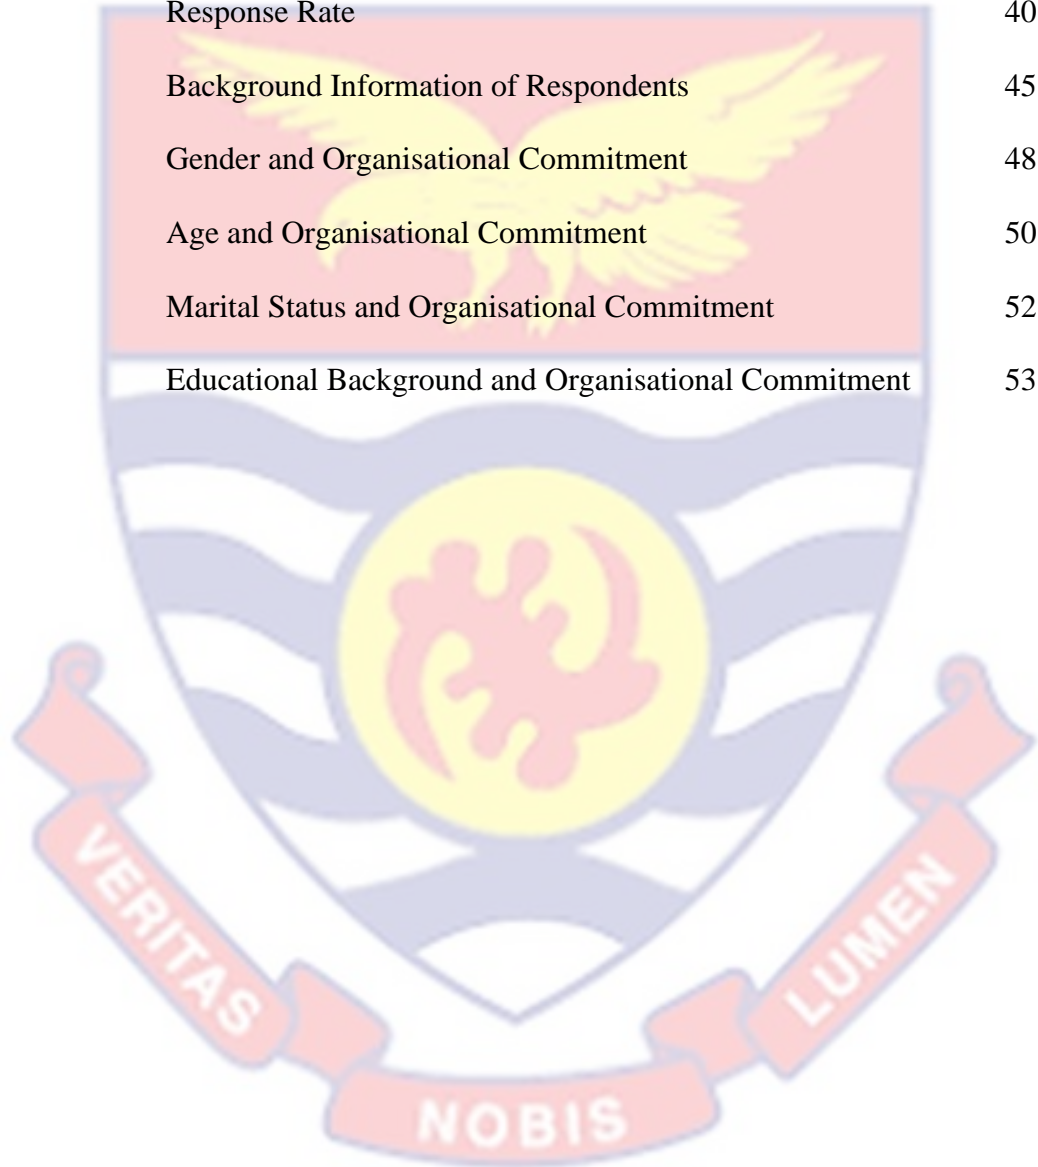 Response Rate 40
Background Information of Respondents 45
Gender and Organisational Commitment 48
Age and Organisational Commitment 50
Marital Status and Organisational Commitment 52
Educational Background and Organisational Commitment 53
VERITAS
NOBIS
LUMEN